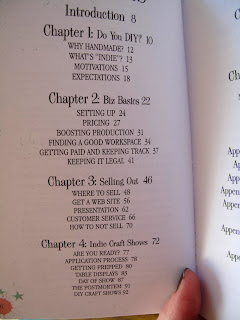 Introduction 8
Chapter 1: Do You DIY? 10
WHY HANDMADE? 12
WHAT'S "INDIE"? 13
MOTIVATIONS 15
EXPECTATIONS 18
Chapter 2: Biz Basics 22
SETTING UP 24
PRICING 27
BOOSTING PRODUCTION 31
FINDING A GOOD WORKSPACE 34
GETTING PAID AND KEEPING TRACK 37
KEEPING IT LEGAL 41
Chapter 3: Selling Out 46
WHERE TO SELL 48
GET A WEB SITE 56
PRESENTATION 62
CUSTOMER SERVICE 66
HOW TO NOT SELL 70
Chapter 4: Indie Craft Shows 72
ARE YOU READY? 77
APPLICATION PROCESS 78
GETTING PREPPED 80
TABLE DISPLAYS 85
DAY OF SHOW 87
THE POSTMORTEM 91
DIY CRAFT SHOWS 92